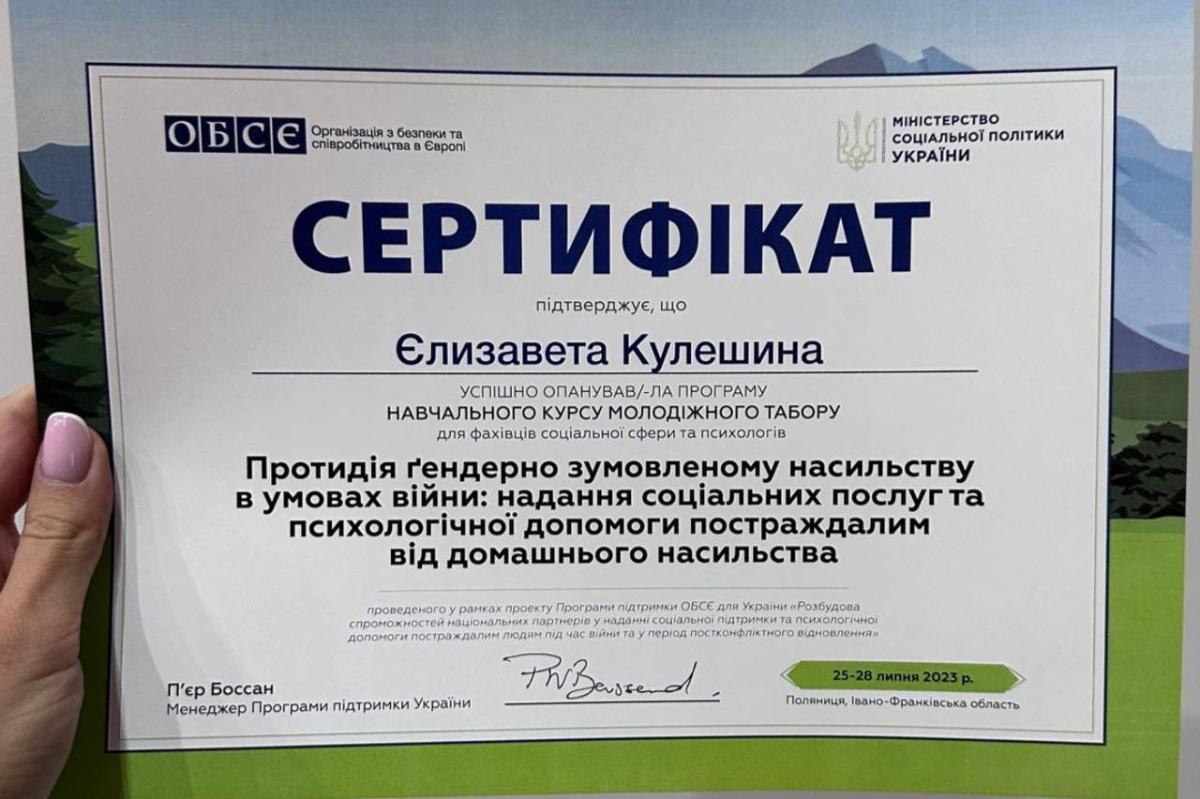 ОБСЄ
Організація з безпеки та
співробітництва в Європі
МІНІСТЕРСТВО
СОЦІАЛЬНОЇ ПОЛІТИКИ
УКРАЇНИ
СЕРТИФІКАТ
підтверджує, що
Єлизавета Кулешина
УСПІШНО ОПАНУВАВ/-ЛА ПРОГРАМУ
НАВЧАЛЬНОГО КУРСУ МОЛОДІЖНОГО ТАБОРУ
для фахівців соціальної сфери та психологів
Протидія ґендерно зумовленому насильству
в умовах війни: надання соціальних послуг та
психологічної допомоги постраждалим
від домашнього насильства
проведеного у рамках проекту Програми підтримки ОБСЄ для України «Розбудова
спроможностей національних партнерів у наданні соціальної підтримки та психологічної
допомоги постраждалим людям під час війни та у період постконфліктного відновлення»
П'єр Боссан
Менеджер Програми підтримки України
25-28 липня 2023 р.
Поляниця, Івано-Франківська область